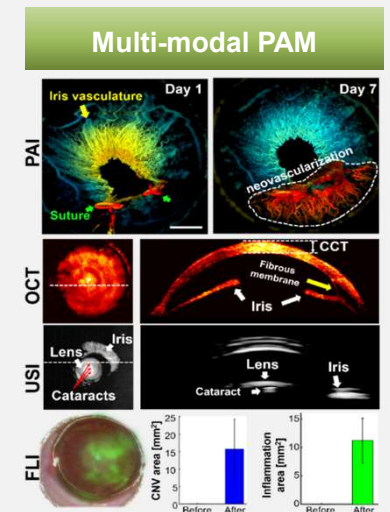 Multi-modal PAM
PAI
Iris vasculature
Day 1
Suture
Day 7
neovascularization
OCT
CCT
Fibrous
membrane
Iris
USI
Iris
Lens
Cataracts
Lens
Iris
Cataract
FLI
CNV area [mm²]
25
20
15
10
5
0
Before
After
Inflammation
area [mm²]
15
10
5
0
Before
After